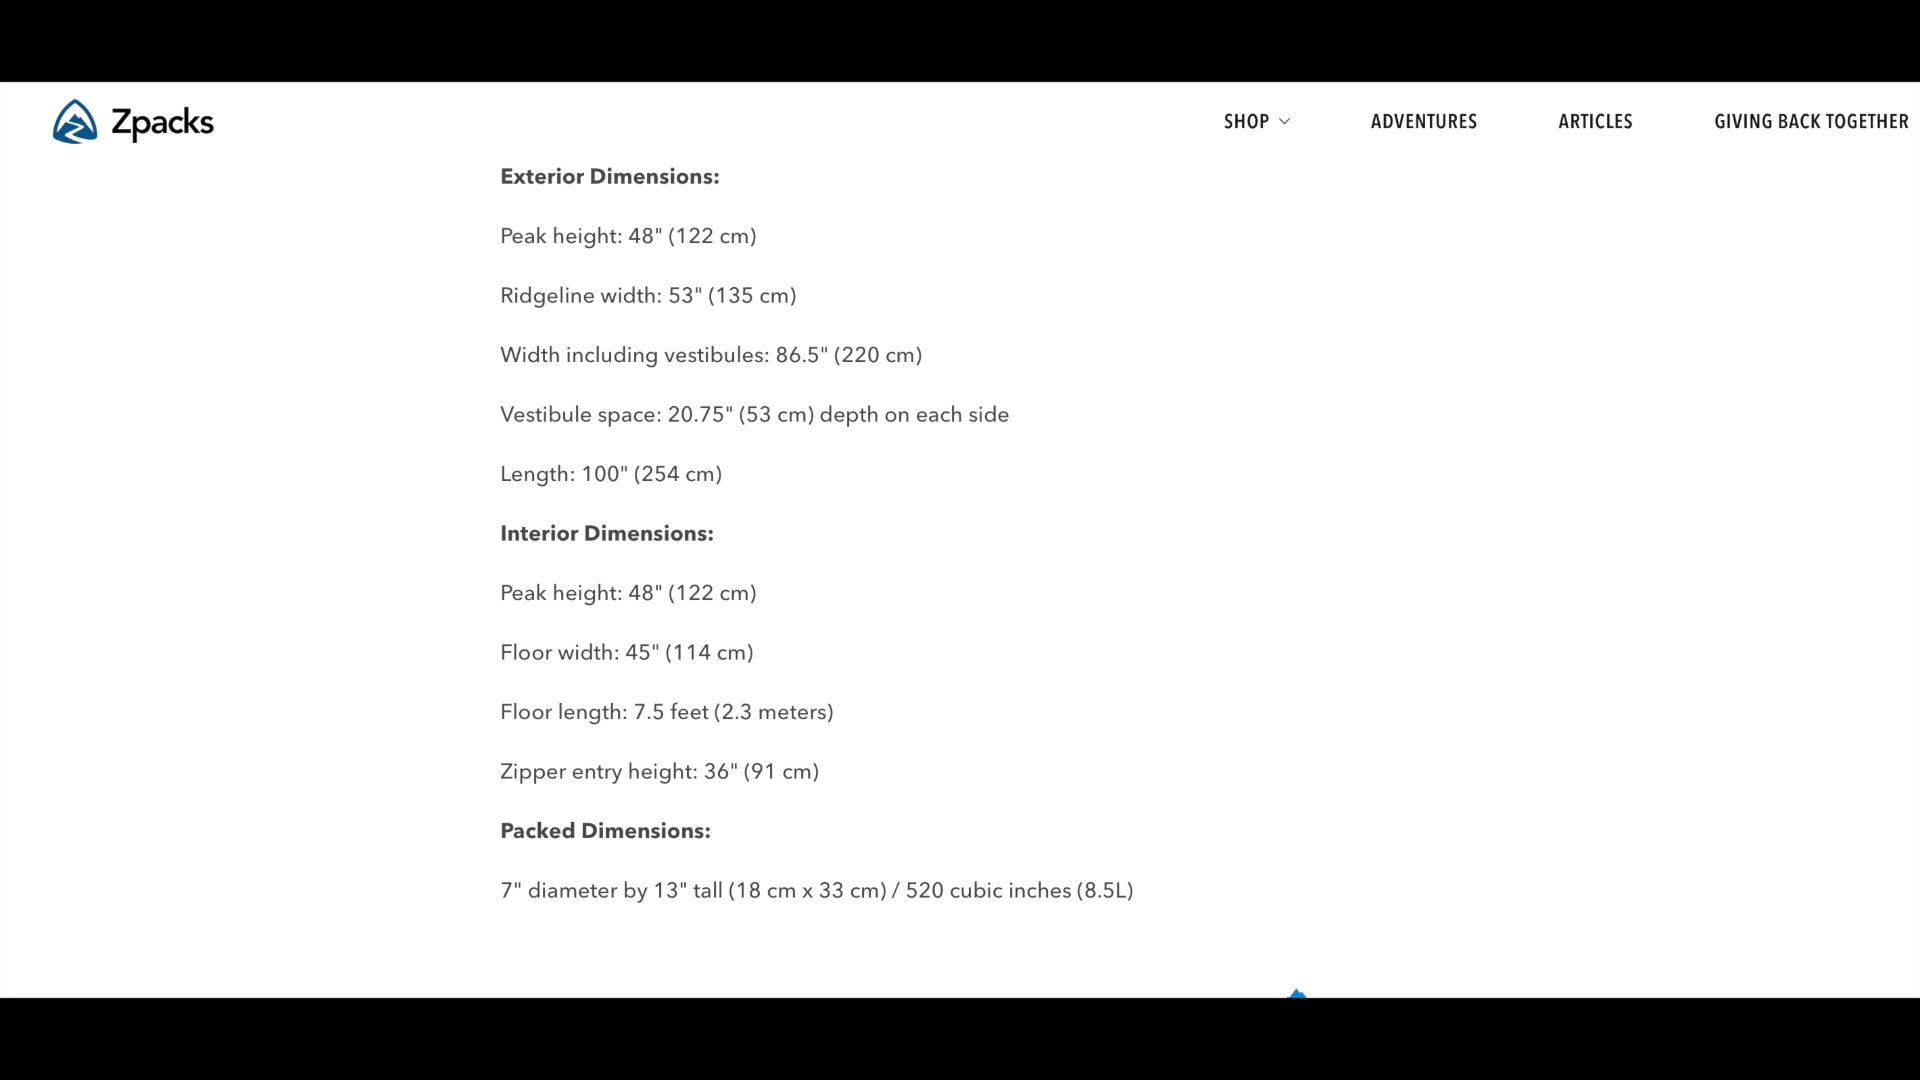 Zpacks
SHOP
ADVENTURES
ARTICLES
GIVING BACK TOGETHER
Exterior Dimensions:
Peak height: 48" (122 cm)
Ridgeline width: 53" (135 cm)
Width including vestibules: 86.5" (220 cm)
Vestibule space: 20.75" (53 cm) depth on each side
Length: 100" (254 cm)
Interior Dimensions:
Peak height: 48" (122 cm)
Floor width: 45" (114 cm)
Floor length: 7.5 feet (2.3 meters)
Zipper entry height: 36" (91 cm)
Packed Dimensions:
7" diameter by 13" tall (18 cm x 33 cm) / 520 cubic inches (8.5L)